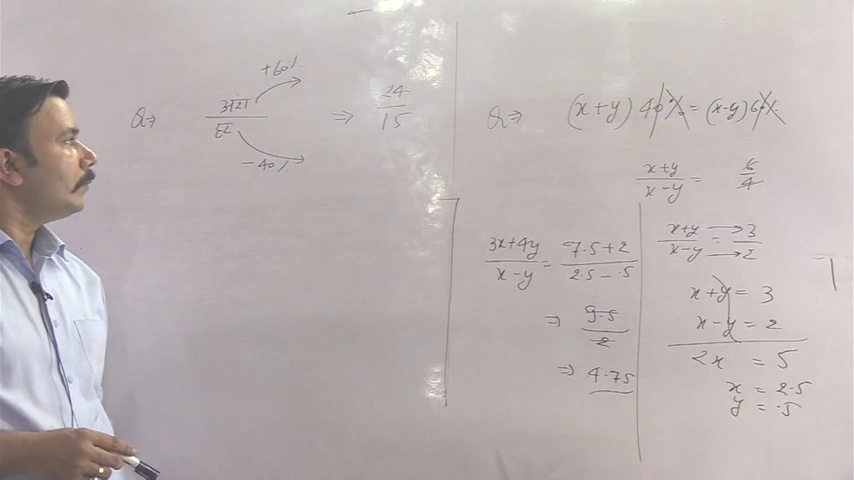 +60%
Q⇒ अंश/हर ⇒ 24/15
-40%
Q⇒ (x+y) 40% = (x-y) 60%
x+y/x-y = 6/4
3x+4y/x-y = 7.5+2/2.5-.5
⇒ 9.5/2
⇒ 4.75
x+y/x-y = 3/2
x+y = 3
x-y = 2
2x = 5
x = 2.5
y = .5